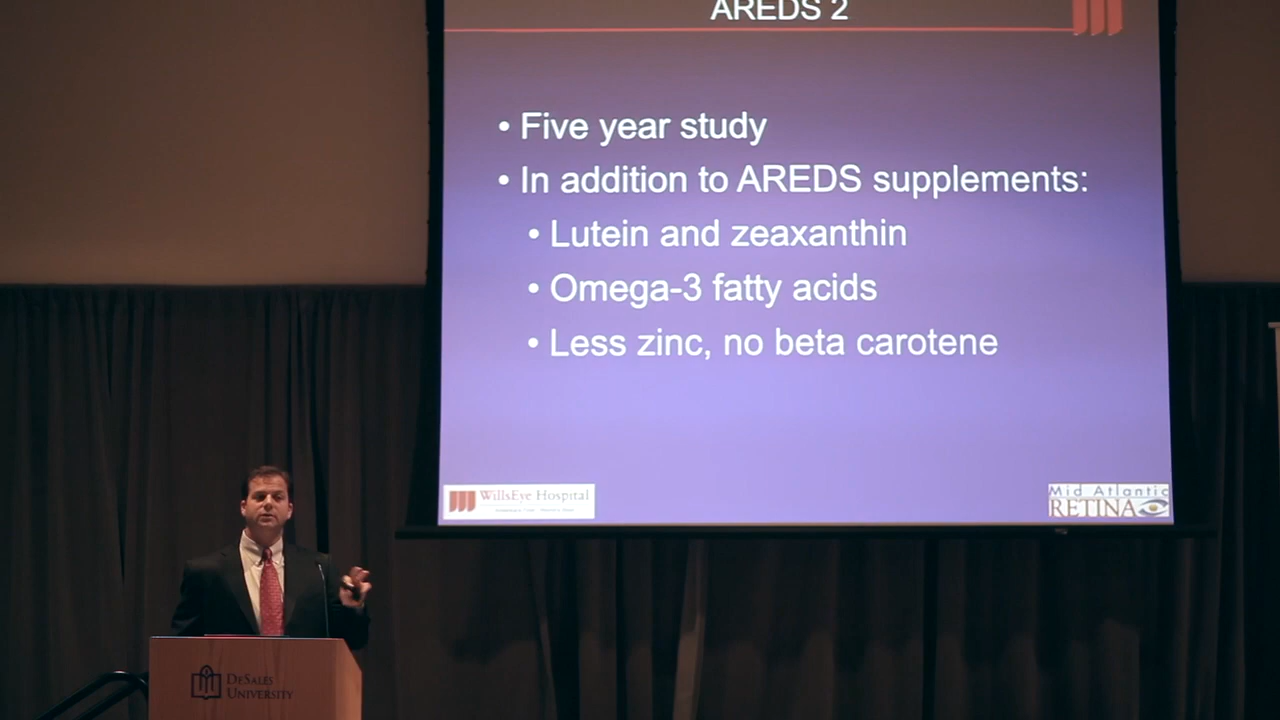 AREDS 2
• Five year study
• In addition to AREDS supplements:
• Lutein and zeaxanthin
• Omega-3 fatty acids
• Less zinc, no beta carotene
WillsEye Hospital
Mid Atlantic
RETINA
DESALES
UNIVERSITY